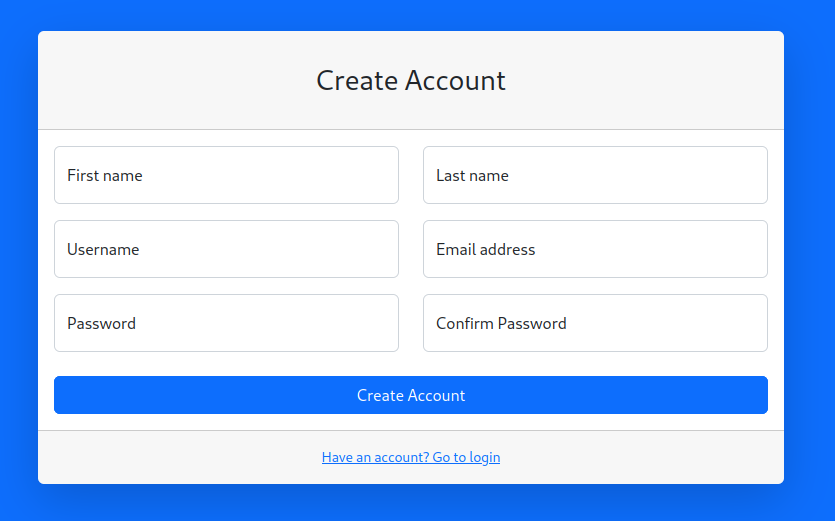 Create Account
First name
Last name
Username
Email address
Password
Confirm Password
Create Account
Have an account? Go to login